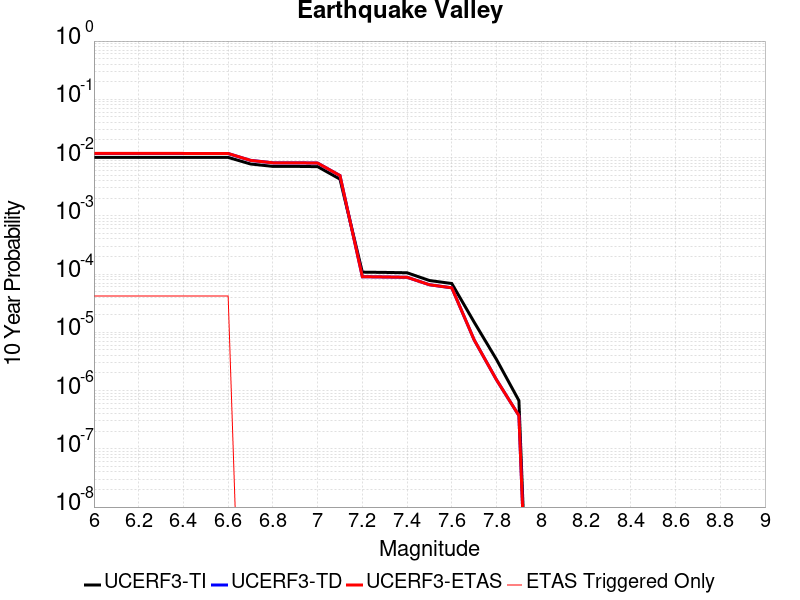 Earthquake Valley
10^0
10^-1
10^-2
10^-3
10^-4
10^-5
10^-6
10^-7
10^-8
10 Year Probability
6 6.2 6.4 6.6 6.8 7 7.2 7.4 7.6 7.8 8 8.2 8.4 8.6 8.8 9
Magnitude
UCERF3-TI UCERF3-TD UCERF3-ETAS ETAS Triggered Only